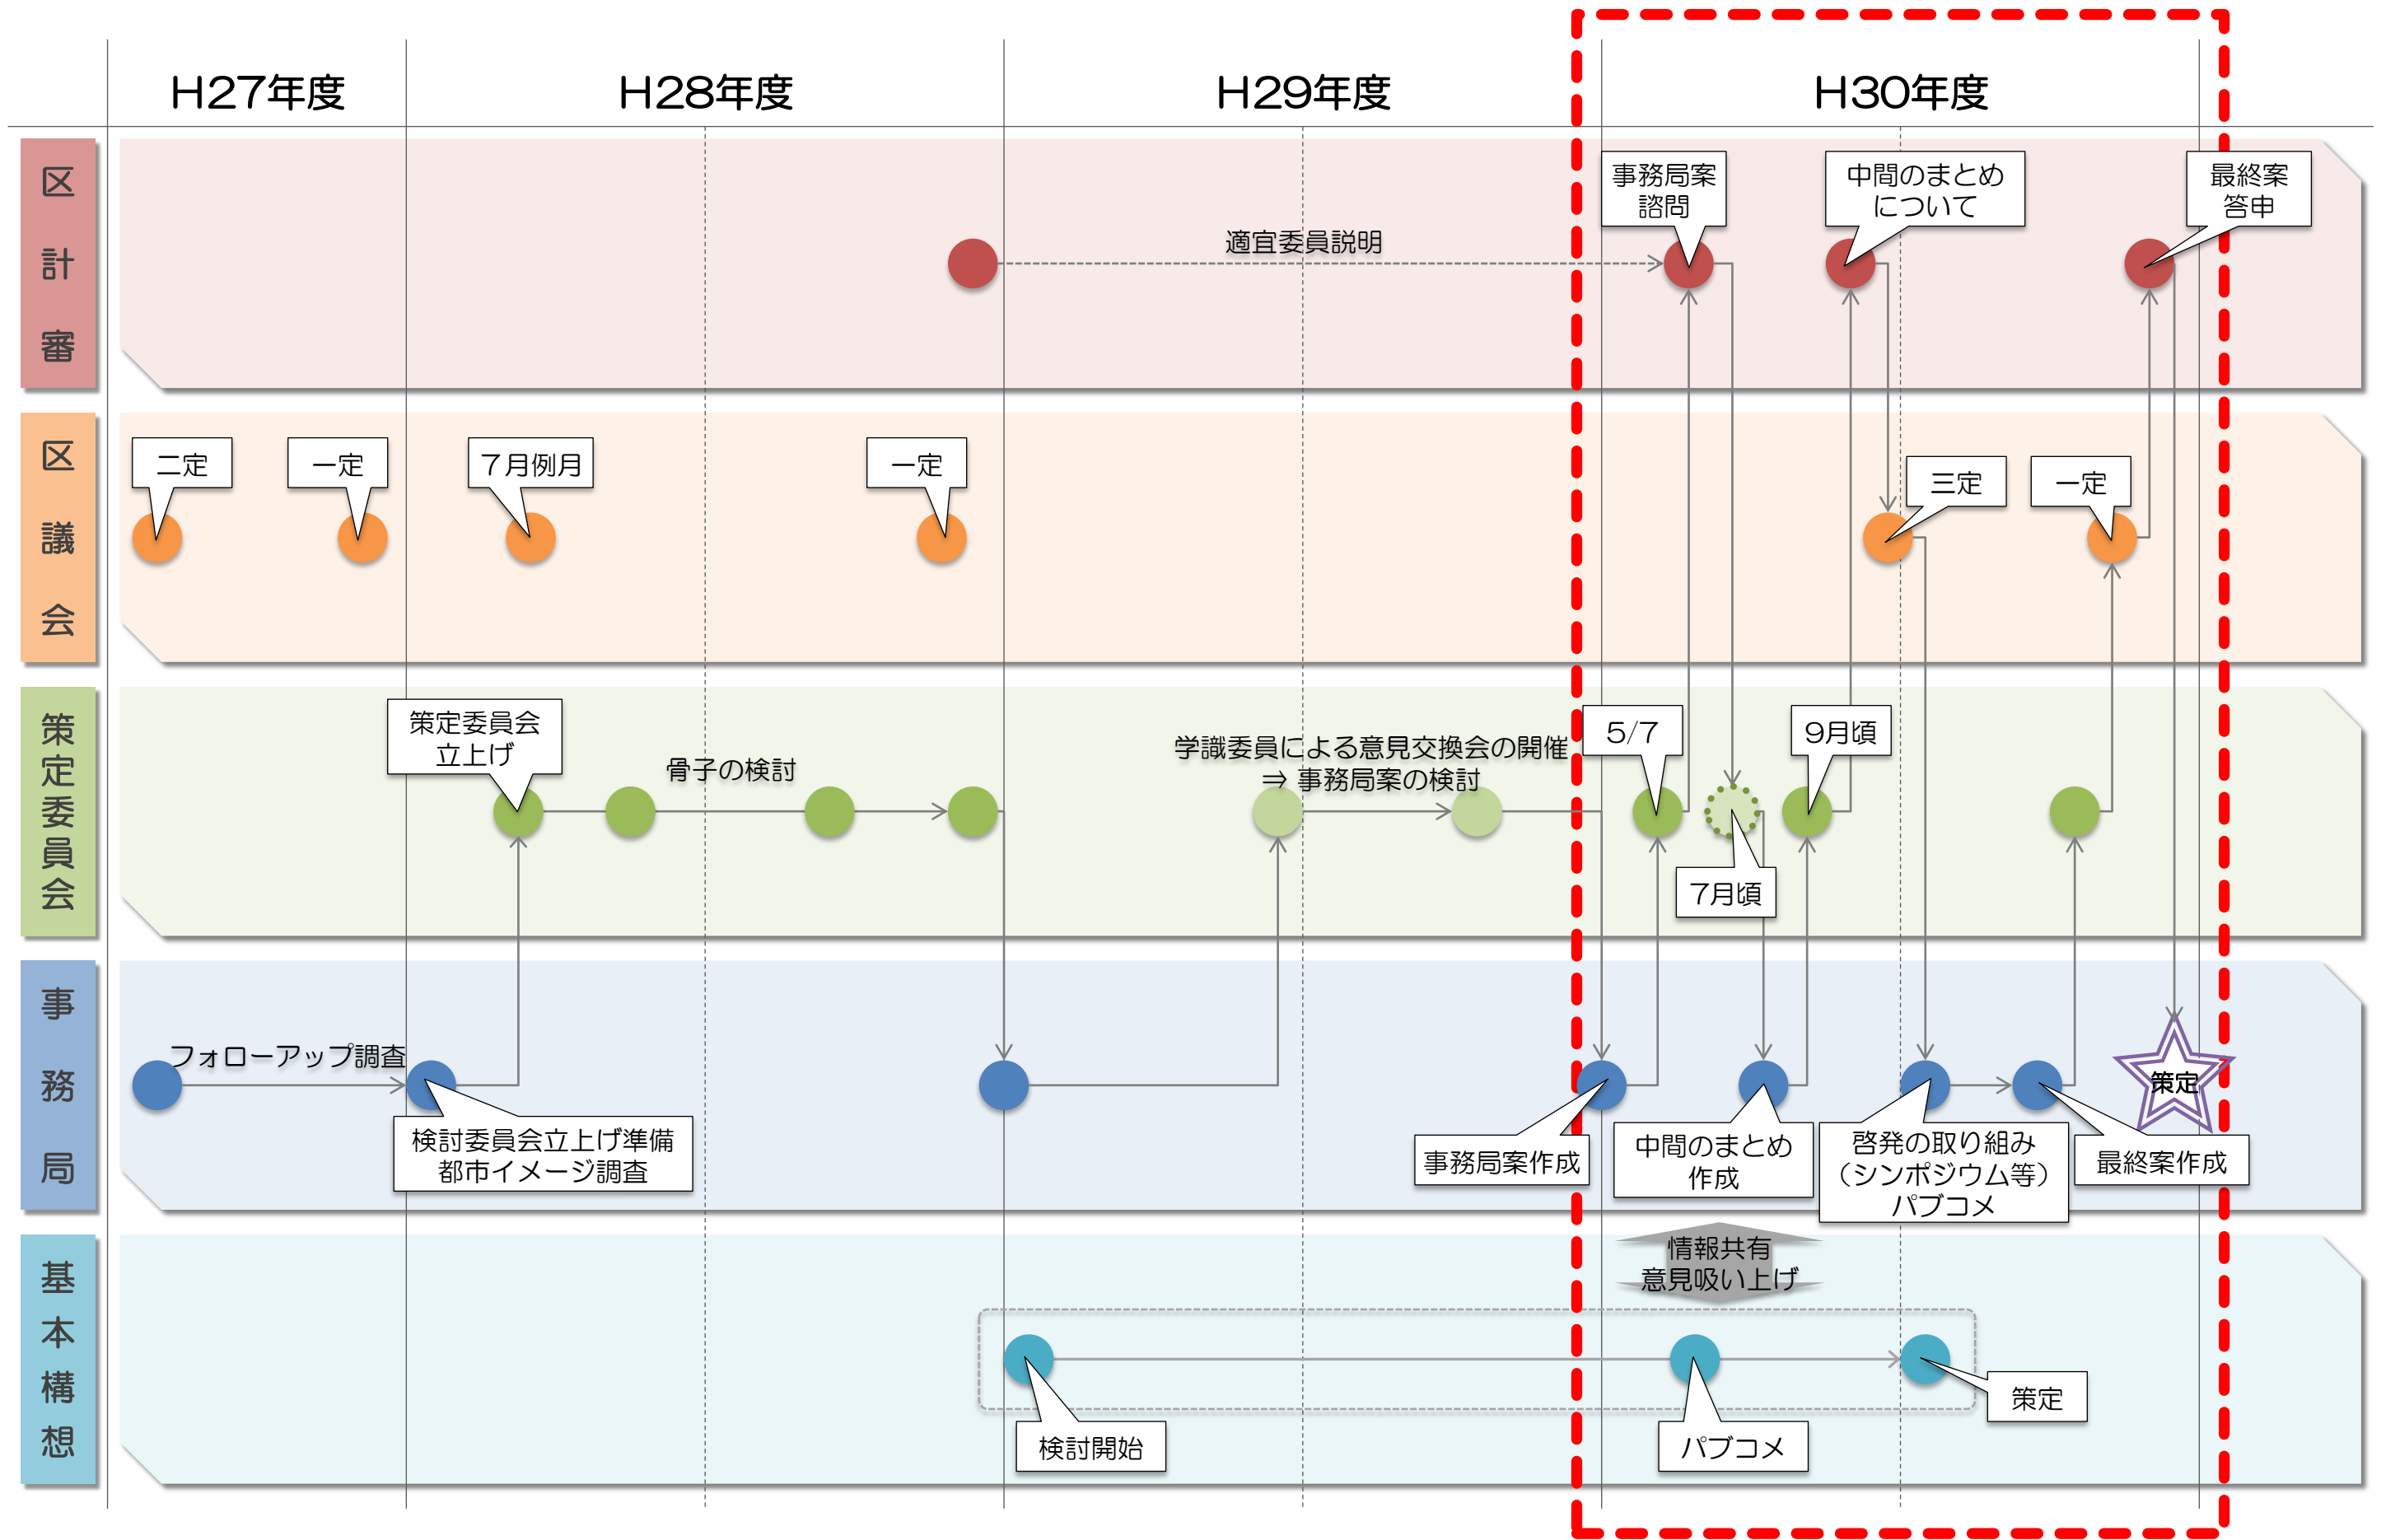 H27年度
H28年度
H29年度
H30年度
区計審
事務局案
諮問
中間のまとめ
について
最終案
答申
適宜委員説明
区議会
二定
一定
7月例月
一定
三定
一定
策定委員会
策定委員会
立上げ
骨子の検討
学識委員による意見交換会の開催
⇒ 事務局案の検討
5/7
9月頃
7月頃
事務局
フォローアップ調査
検討委員会立上げ準備
都市イメージ調査
事務局案作成
中間のまとめ
作成
啓発の取り組み
（シンポジウム等）
パブコメ
最終案作成
策定
情報共有
意見吸い上げ
基本構想
検討開始
パブコメ
策定